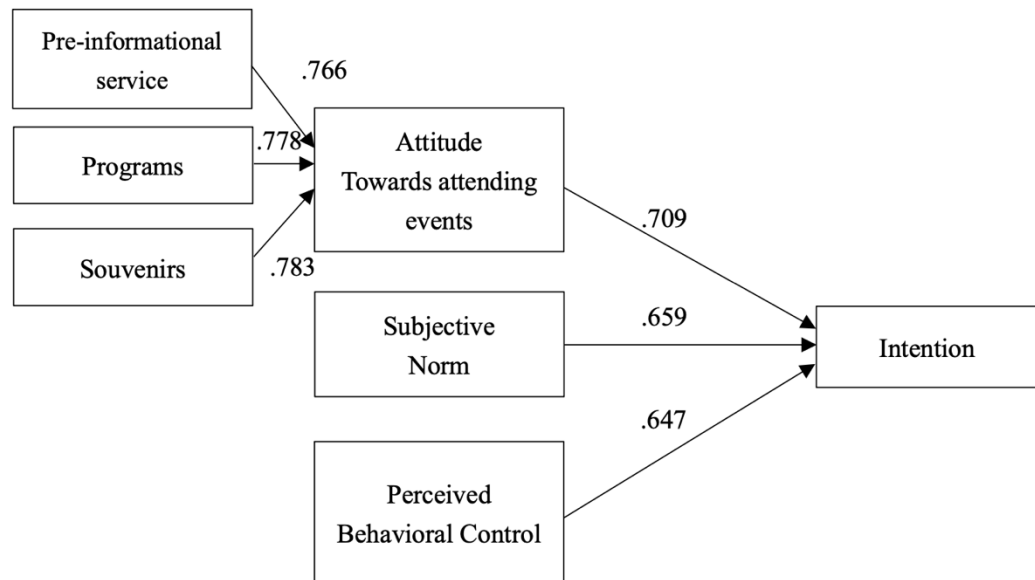 Pre-informational
service
.766
Programs
.778
Souvenirs
.783
Attitude
Towards attending
events
.709
Subjective
Norm
.659
Perceived
Behavioral Control
.647
Intention